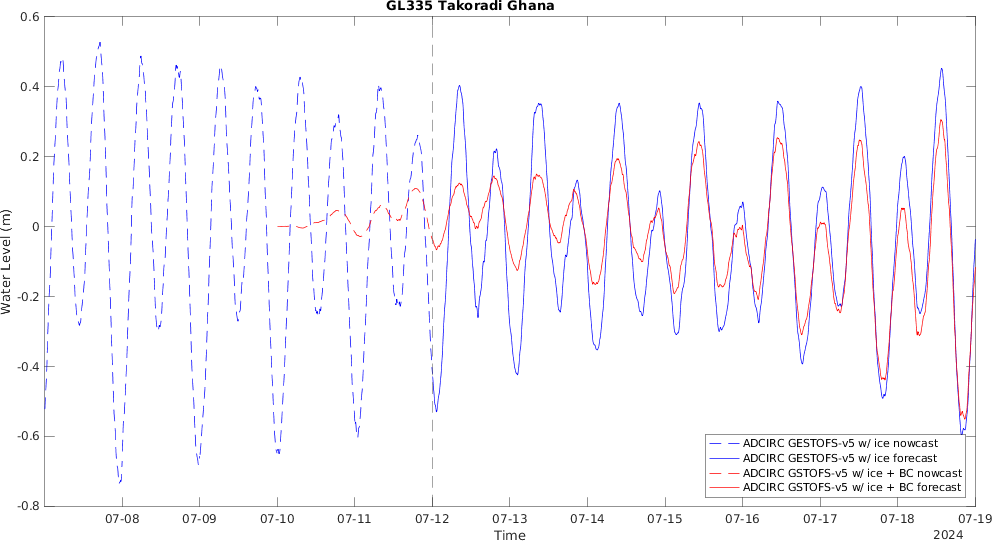 GL335 Takoradi Ghana
0.6
0.4
0.2
0
-0.2
-0.4
-0.6
-0.8
Water Level (m)
07-08 07-09 07-10 07-11 07-12 07-13 07-14 07-15 07-16 07-17 07-18 07-19
Time
2024
ADCIRC GESTOFS-v5 w/ ice nowcast
ADCIRC GESTOFS-v5 w/ ice forecast
ADCIRC GSTOFS-v5 w/ ice + BC nowcast
ADCIRC GSTOFS-v5 w/ ice + BC forecast